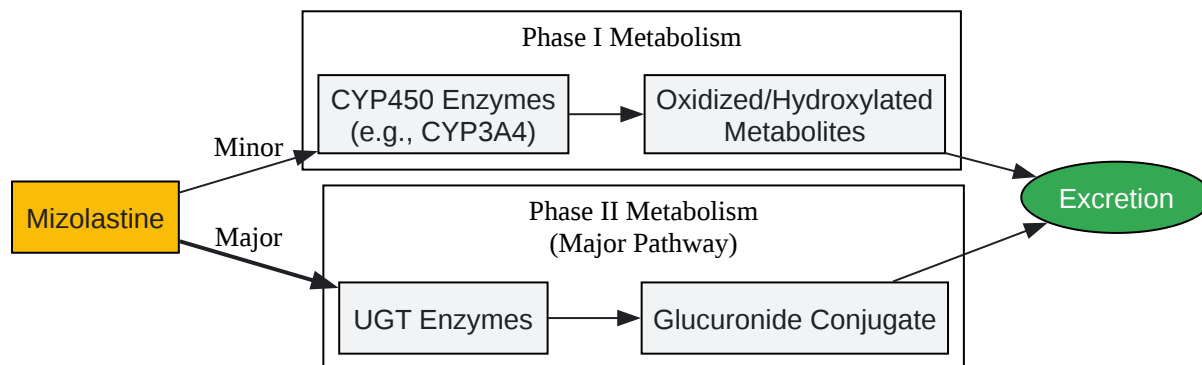 Phase I Metabolism
CYP450 Enzymes
(e.g., CYP3A4)
Oxidized/Hydroxylated
Metabolites
Minor
Mizolastine
Major
Excretion
Phase II Metabolism
(Major Pathway)
UGT Enzymes
Glucuronide Conjugate